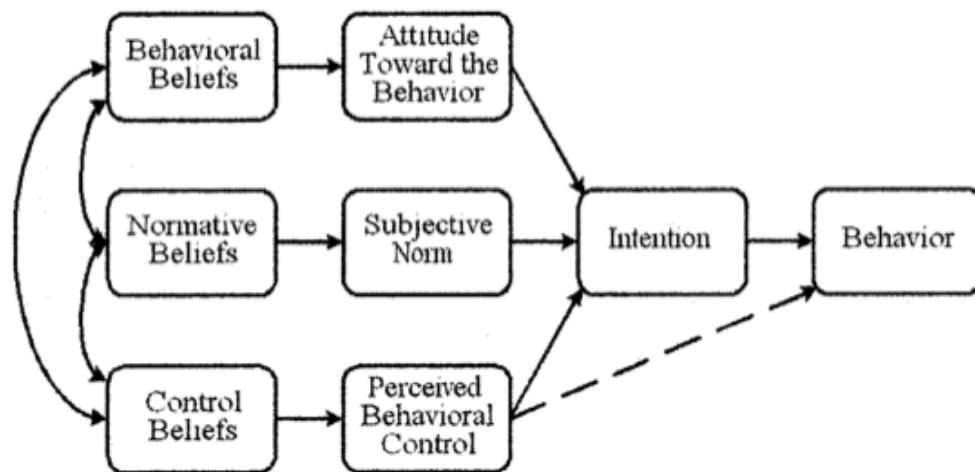 Behavioral
Beliefs
Attitude
Toward the
Behavior
Normative
Beliefs
Subjective
Norm
Intention
Behavior
Control
Beliefs
Perceived
Behavioral
Control